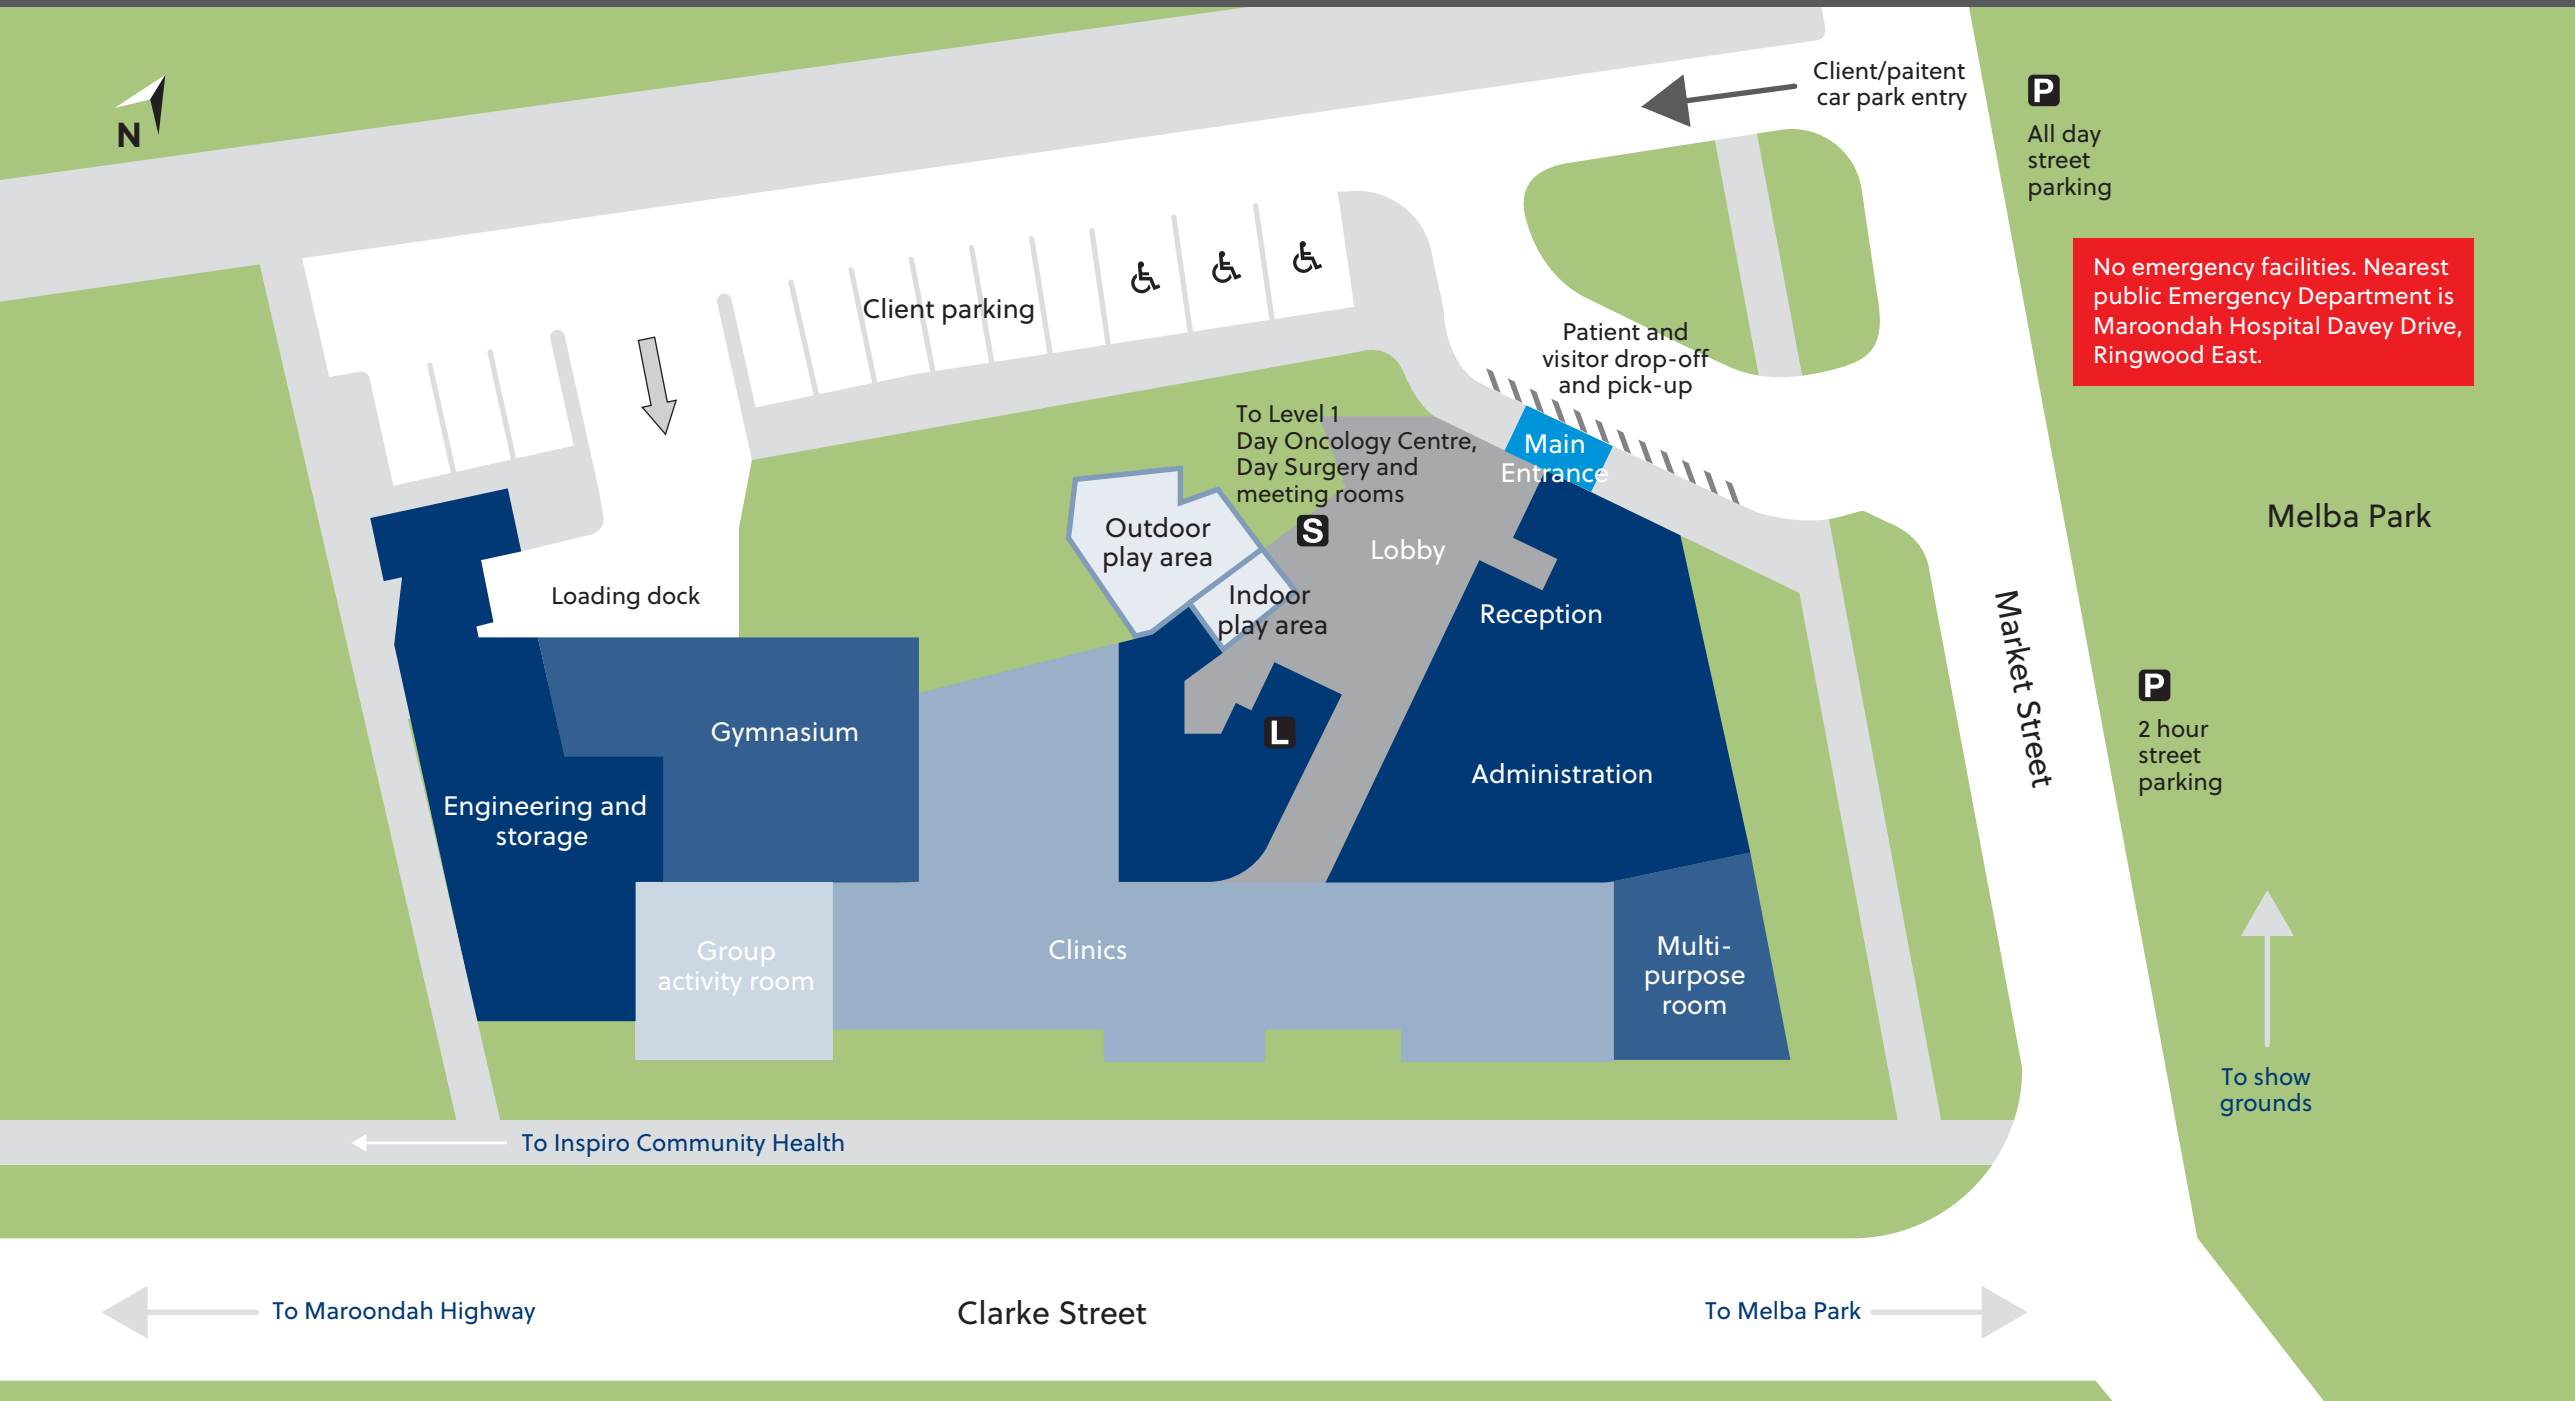 Client/paitent
car park entry
P
All day
street
parking
N
No emergency facilities. Nearest
public Emergency Department is
Maroondah Hospital Davey Drive,
Ringwood East.
Client parking
Patient and
visitor drop-off
and pick-up
To Level 1
Day Oncology Centre,
Day Surgery and
meeting rooms
S
Main
Entrance
Melba Park
Outdoor
play area
Lobby
Loading dock
Indoor
play area
Reception
Market Street
P
2 hour
street
parking
Gymnasium
L
Administration
Engineering and
storage
Group
activity room
Clinics
Multi-
purpose
room
To show
grounds
To Inspiro Community Health
To Maroondah Highway
Clarke Street
To Melba Park